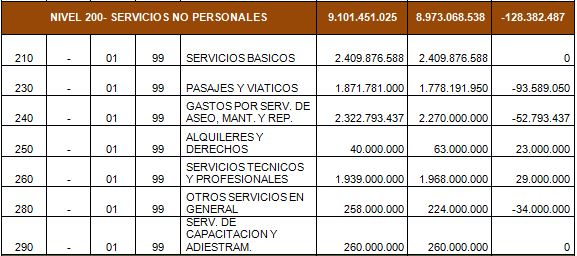 NIVEL 200- SERVICIOS NO PERSONALES 9.101.451.025 8.973.068.538 -128.382.487
210 - 01 99 SERVICIOS BASICOS 2.409.876.588 2.409.876.588 0
230 - 01 99 PASAJES Y VIATICOS 1.871.781.000 1.778.191.950 -93.589.050
GASTOS POR SERV. DE
240 - 01 99 ASEO, MANT. Y REP. 2.322.793.437 2.270.000.000 -52.793.437
ALQUILERES Y
250 - 01 99 DERECHOS 40.000.000 63.000.000 23.000.000
SERVICIOS TECNICOS
260 - 01 99 Y PROFESIONALES 1.939.000.000 1.968.000.000 29.000.000
OTROS SERVICIOS EN
280 - 01 99 GENERAL 258.000.000 224.000.000 -34.000.000
SERV. DE
CAPACITACION Y
290 - 01 99 ADIESTRAM. 260.000.000 260.000.000 0